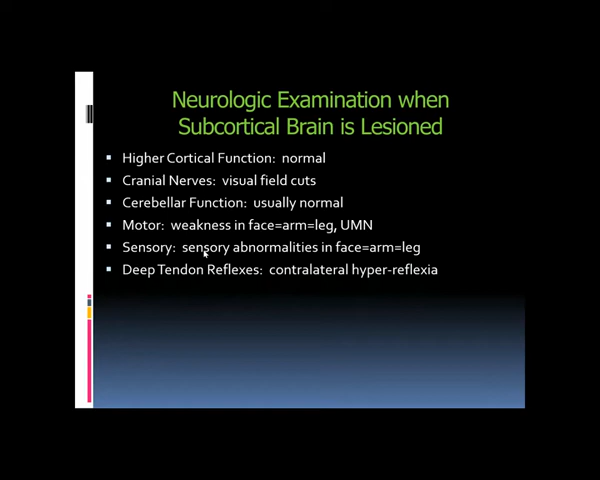 Neurologic Examination when
Subcortical Brain is Lesioned
Higher Cortical Function: normal
Cranial Nerves: visual field cuts
Cerebellar Function: usually normal
Motor: weakness in face=arm=leg, UMN
Sensory: sensory abnormalities in face=arm=leg
Deep Tendon Reflexes: contralateral hyper-reflexia